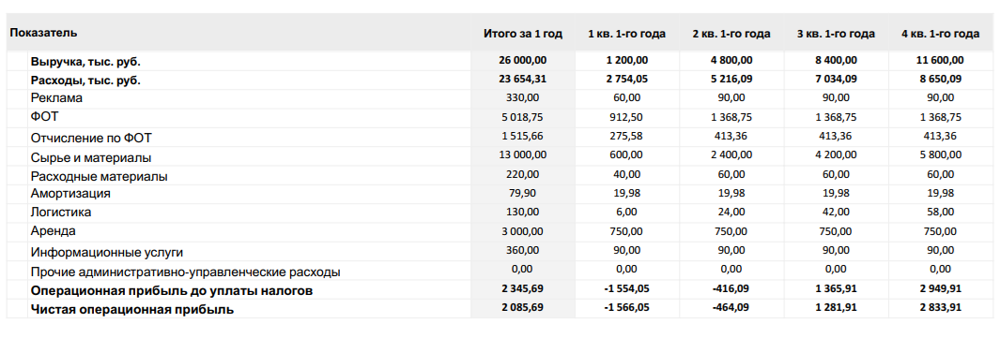 Показатель Итого за 1 год 1 кв. 1-го года 2 кв. 1-го года 3 кв. 1-го года 4 кв. 1-го года
Выручка, тыс. руб. 26 000,00 1 200,00 4 800,00 8 400,00 11 600,00
Расходы, тыс. руб. 23 654,31 2 754,05 5 216,09 7 034,09 8 650,09
Реклама 330,00 60,00 90,00 90,00 90,00
ФОТ 5 018,75 912,50 1 368,75 1 368,75 1 368,75
Отчисление по ФОТ 1 515,66 275,58 413,36 413,36 413,36
Сырье и материалы 13 000,00 600,00 2 400,00 4 200,00 5 800,00
Расходные материалы 220,00 40,00 60,00 60,00 60,00
Амортизация 79,90 19,98 19,98 19,98 19,98
Логистика 130,00 6,00 24,00 42,00 58,00
Аренда 3 000,00 750,00 750,00 750,00 750,00
Информационные услуги 360,00 90,00 90,00 90,00 90,00
Прочие административно-управленческие расходы 0,00 0,00 0,00 0,00 0,00
Операционная прибыль до уплаты налогов 2 345,69 -1 554,05 -416,09 1 365,91 2 949,91
Чистая операционная прибыль 2 085,69 -1 566,05 -464,09 1 281,91 2 833,91